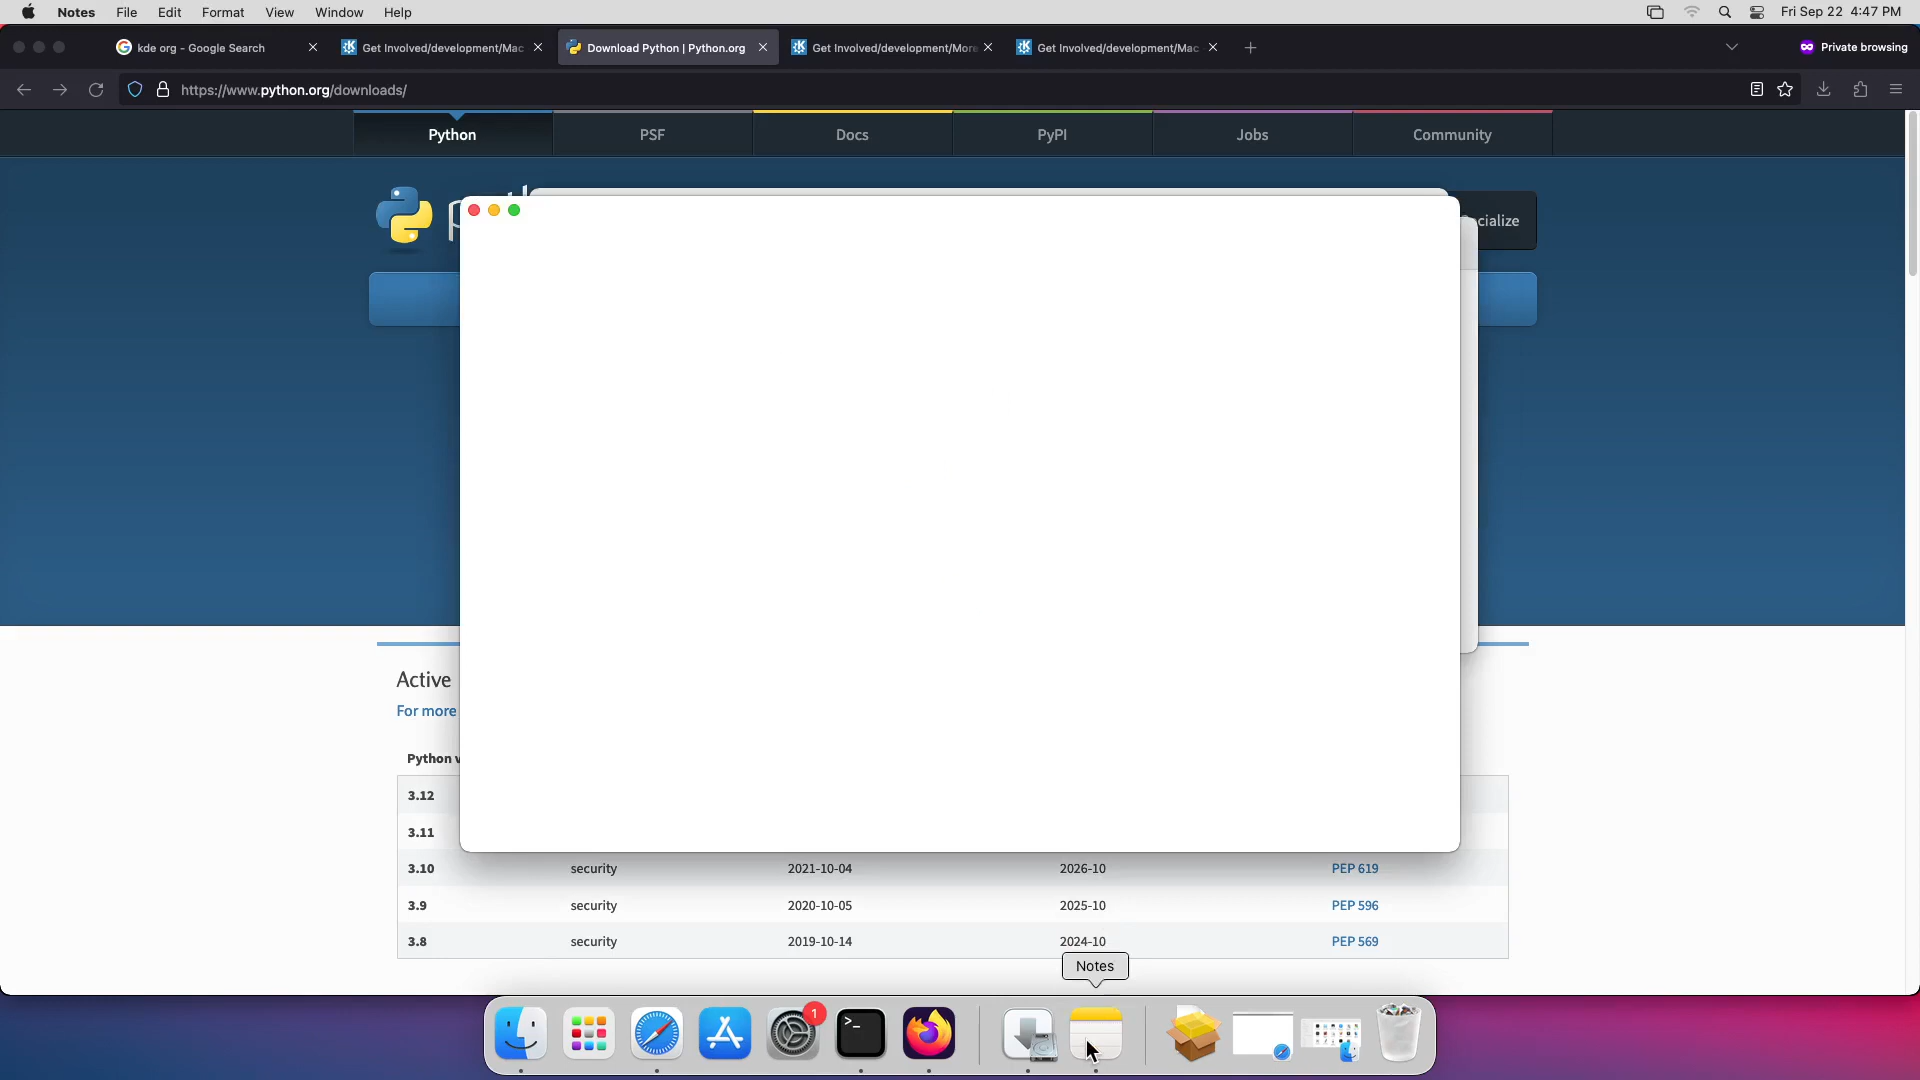 Notes File Edit Format View Window Help Fri Sep 22 4:47 PM
kde org - Google Search Get Involved/development/Mac Download Python | Python.org Get Involved/development/More Get Involved/development/Mac Private browsing
https://www.python.org/downloads/
Python PSF Docs PyPI Jobs Community
Socialize
Active
For more
Python v
3.12
3.11
3.10 security 2021-10-04 2026-10 PEP 619
3.9 security 2020-10-05 2025-10 PEP 596
3.8 security 2019-10-14 2024-10 PEP 569
Notes
1
>_